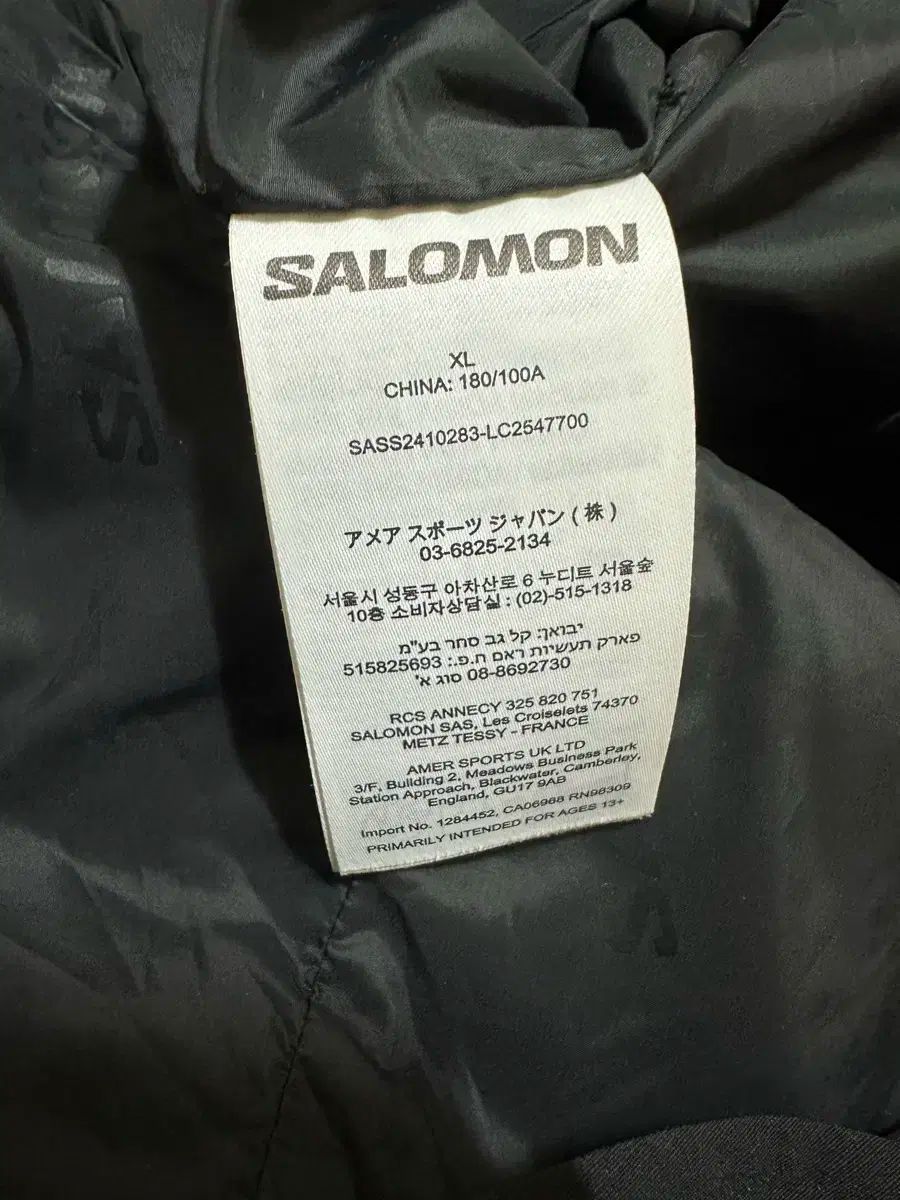 SALOMON
XL
CHINA: 180/100A
SASS2410283-LC2547700
アメア スポーツ ジャパン ( 株 )
03-6825-2134
서울시 성동구 아차산로 6 누디트 서울숲
10층 소비자상담실 : (02)-515-1318
יבואן: קל גב סחר בע"מ
פארק תעשיות ראם ח.פ.: 515825693
08-8692730 סוג א'
RCS ANNECY 325 820 751
SALOMON SAS, Les Croiselets 74370
METZ TESSY - FRANCE
AMER SPORTS UK LTD
3/F, Building 2, Meadows Business Park
Station Approach, Blackwater, Camberley,
England, GU17 9AB
Import No. 1284452, CA06988 RN98309
PRIMARILY INTENDED FOR AGES 13+